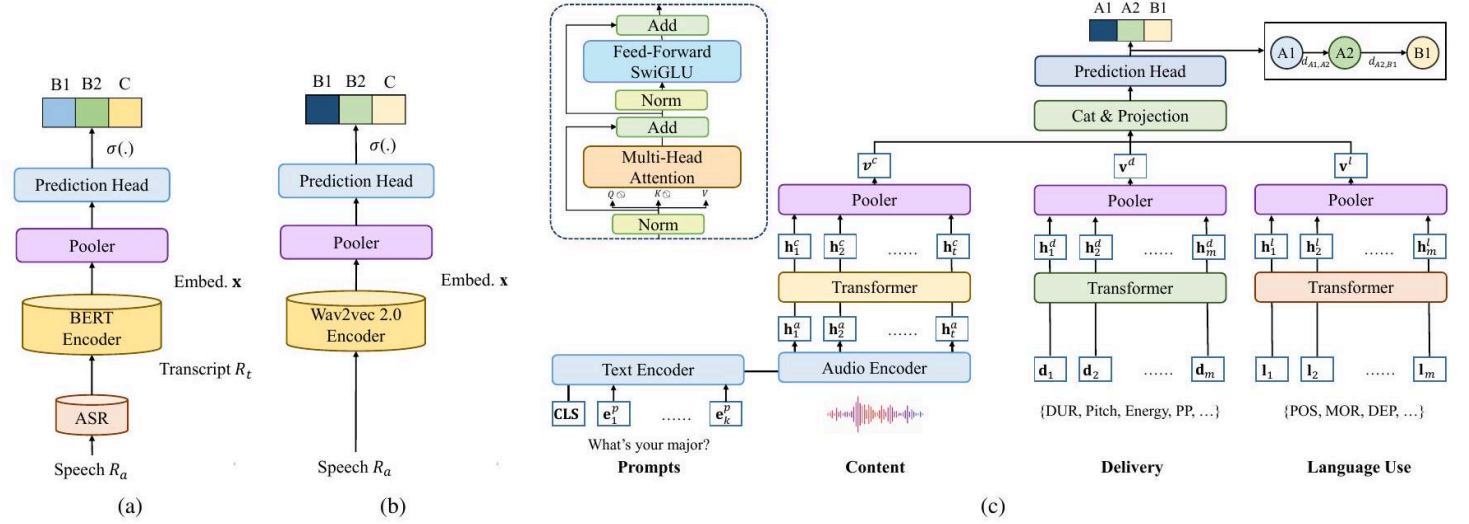 B1 B2 C
σ(.)
Prediction Head
Pooler
Embed. x
BERT
Encoder
Transcript R_t
ASR
Speech R_a
(a)
B1 B2 C
σ(.)
Prediction Head
Pooler
Embed. x
Wav2vec 2.0
Encoder
Speech R_a
(b)
Add
Feed-Forward
SwiGLU
Norm
Add
Multi-Head
Attention
Q K V
Norm
A1 A2 B1
A1 d_{A1,A2} A2 d_{A2,B1} B1
Prediction Head
Cat & Projection
v^c v^d v^l
Pooler Pooler Pooler
h_1^c h_2^c ...... h_t^c h_1^d h_2^d ...... h_m^d h_1^l h_2^l ...... h_m^l
Transformer Transformer Transformer
h_1^a h_2^a ...... h_t^a
Text Encoder Audio Encoder
CLS e_1^p ...... e_k^p d_1 d_2 ...... d_m l_1 l_2 ...... l_m
What's your major? {DUR, Pitch, Energy, PP, ...} {POS, MOR, DEP, ...}
Prompts Content Delivery Language Use
(c)